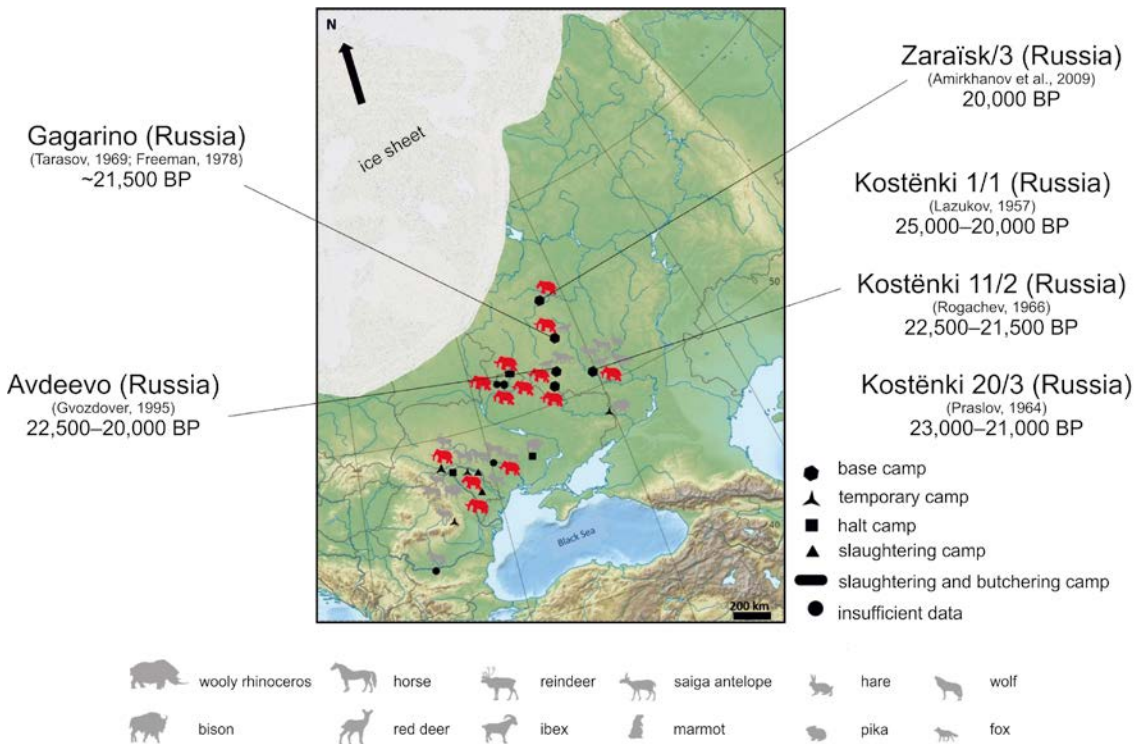 N
ice sheet
50
40
Black Sea
200 km
Gagarino (Russia)
(Tarasov, 1969; Freeman, 1978)
~21,500 BP
Avdeevo (Russia)
(Gvozdover, 1995)
22,500–20,000 BP
Zaraïsk/3 (Russia)
(Amirkhanov et al., 2009)
20,000 BP
Kostënki 1/1 (Russia)
(Lazukov, 1957)
25,000–20,000 BP
Kostënki 11/2 (Russia)
(Rogachev, 1966)
22,500–21,500 BP
Kostënki 20/3 (Russia)
(Praslov, 1964)
23,000–21,000 BP
base camp
temporary camp
halt camp
slaughtering camp
slaughtering and butchering camp
insufficient data
wooly rhinoceros
horse
reindeer
saiga antelope
hare
wolf
bison
red deer
ibex
marmot
pika
fox